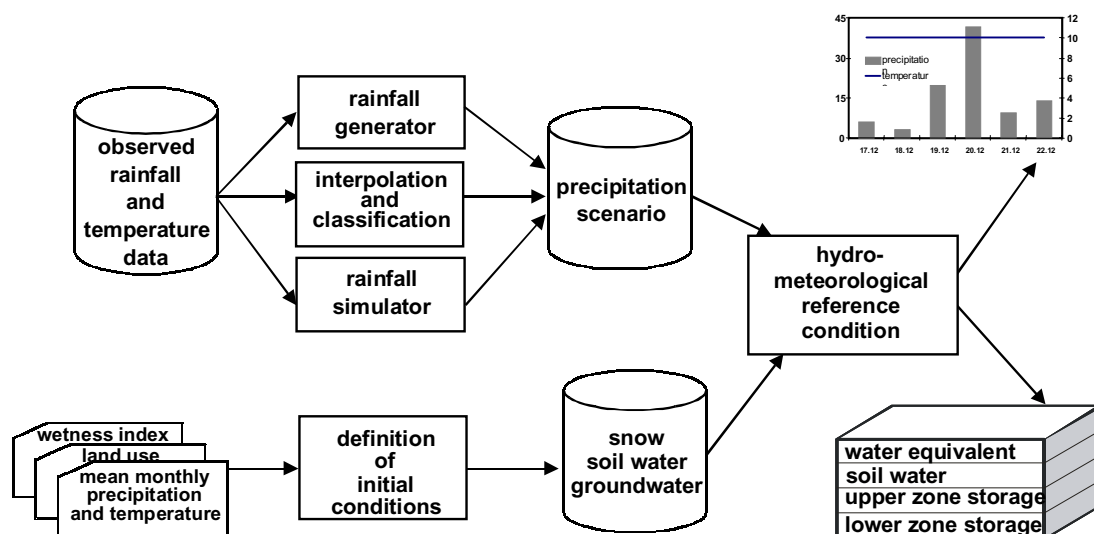 45
30
15
0
12
10
8
6
4
2
0
precipitatio
n
temperatur
17.12
18.12
19.12
20.12
21.12
22.12
observed
rainfall
and
temperature
data
rainfall
generator
interpolation
and
classification
rainfall
simulator
precipitation
scenario
hydro-
meteorological
reference
condition
wetness index
land use
mean monthly
precipitation
and temperature
definition
of
initial
conditions
snow
soil water
groundwater
water equivalent
soil water
upper zone storage
lower zone storage